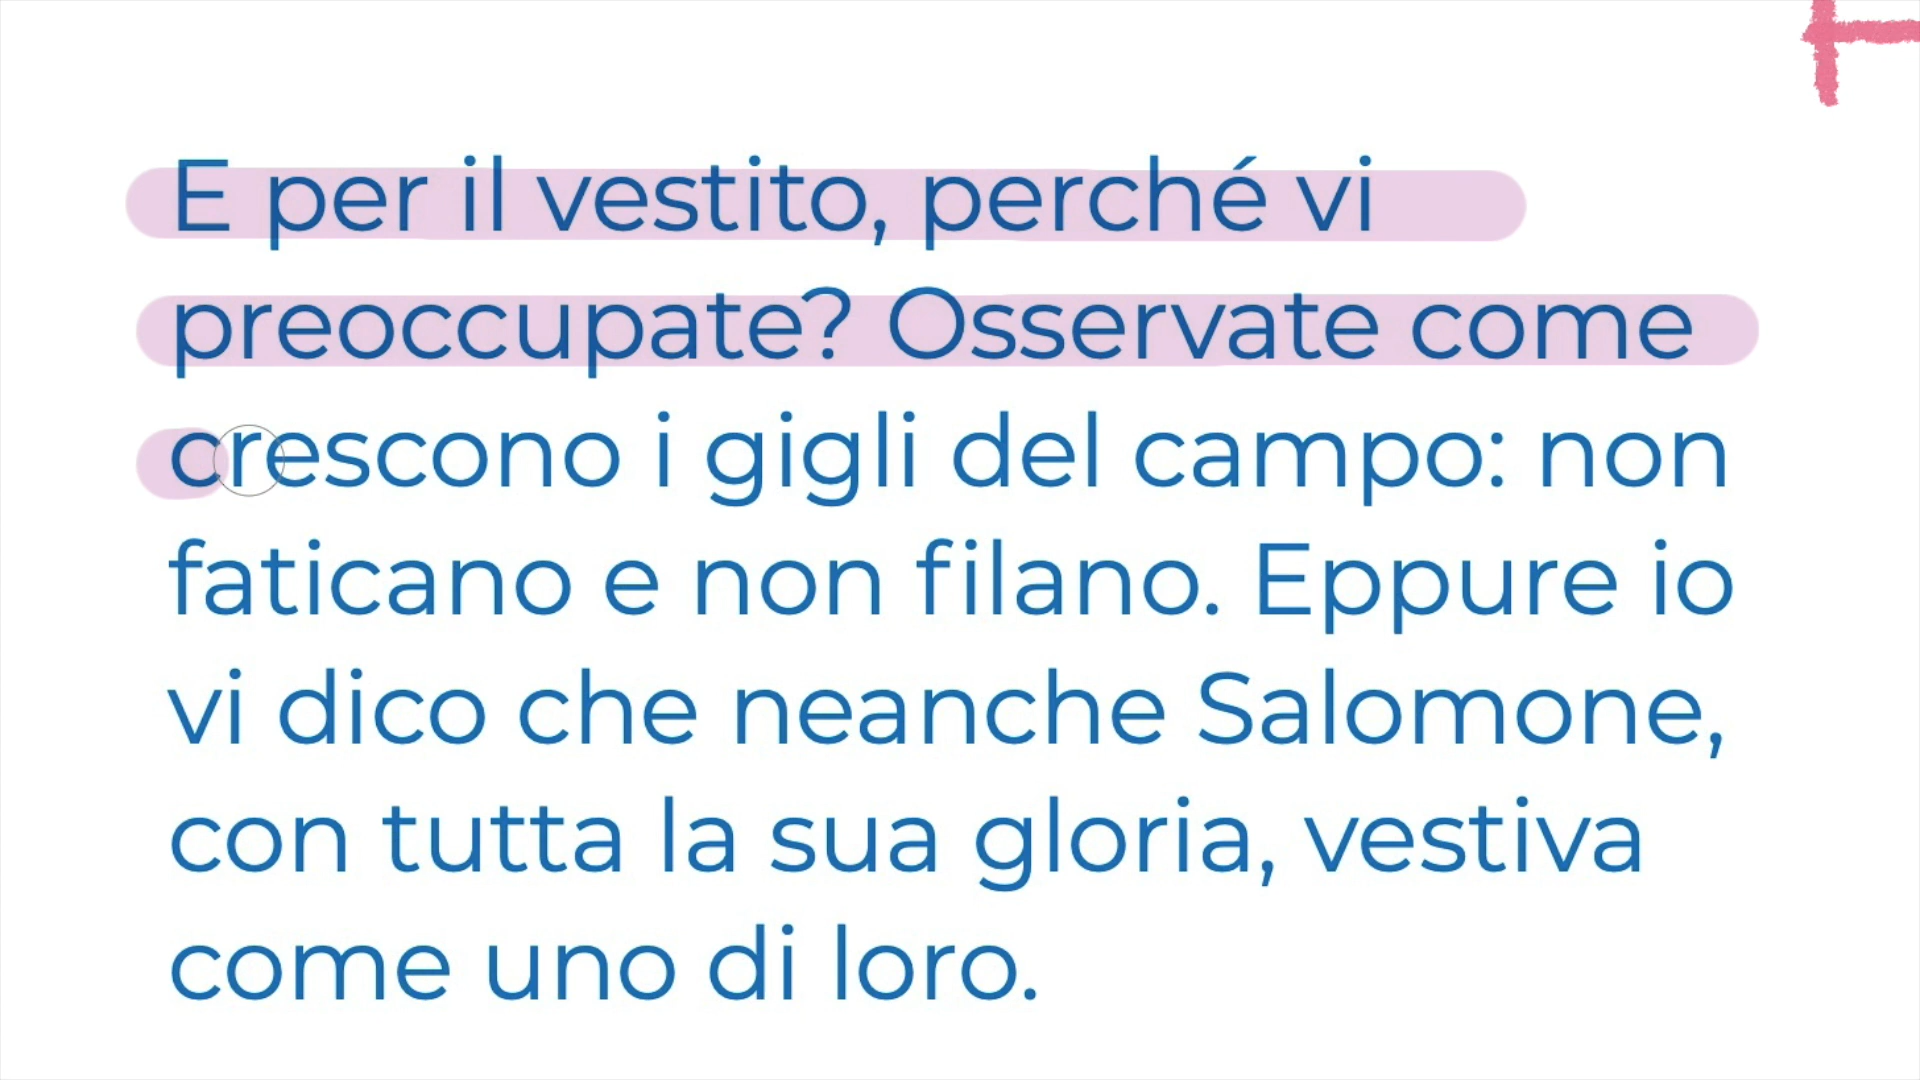 E per il vestito, perché vi
preoccupate? Osservate come
crescono i gigli del campo: non
faticano e non filano. Eppure io
vi dico che neanche Salomone,
con tutta la sua gloria, vestiva
come uno di loro.